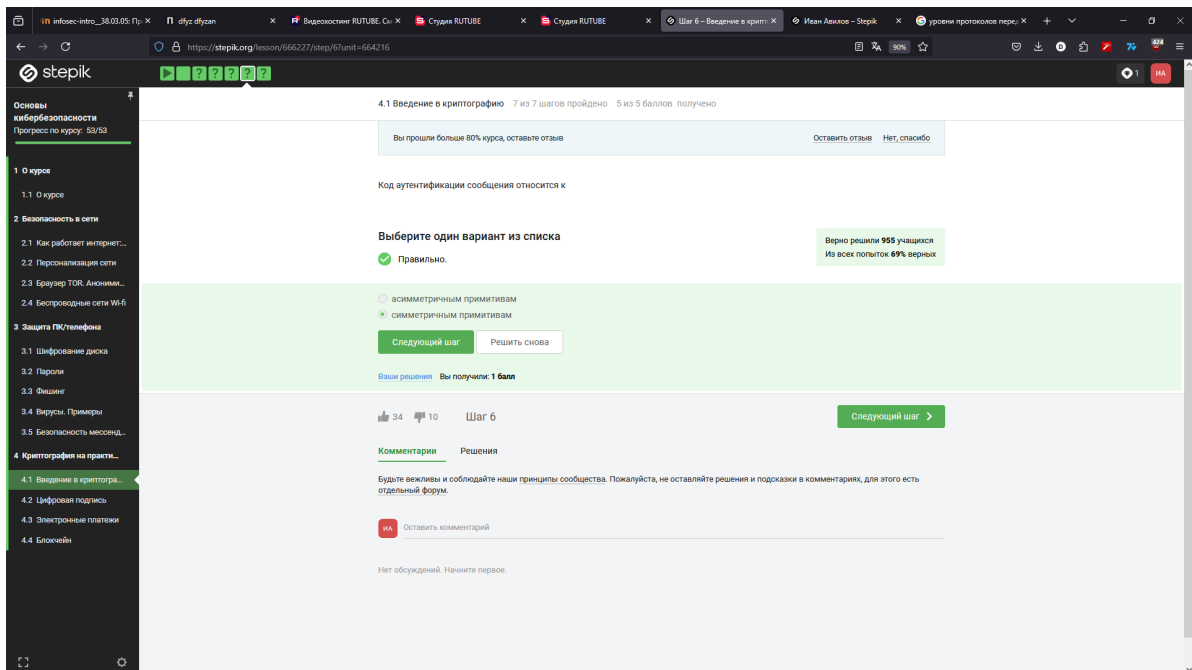 infosec-intro__38.03.05: Пр
dfyz dfyzan
Видеохостинг RUTUBE. См
Студия RUTUBE
Студия RUTUBE
Шаг 6 – Введение в крипт
Иван Авилов – Stepik
уровни протоколов перед
https://stepik.org/lesson/666227/step/6?unit=664216
90%
424
stepik
1
ИА
Основы
кибербезопасности
Прогресс по курсу: 53/53
1 О курсе
1.1 О курсе
2 Безопасность в сети
2.1 Как работает интернет:...
2.2 Персонализация сети
2.3 Браузер TOR. Аноними...
2.4 Беспроводные сети Wi-fi
3 Защита ПК/телефона
3.1 Шифрование диска
3.2 Пароли
3.3 Фишинг
3.4 Вирусы. Примеры
3.5 Безопасность мессенд...
4 Криптография на практи...
4.1 Введение в криптогра...
4.2 Цифровая подпись
4.3 Электронные платежи
4.4 Блокчейн
4.1 Введение в криптографию 7 из 7 шагов пройдено 5 из 5 баллов получено
Вы прошли больше 80% курса, оставьте отзыв
Оставить отзыв Нет, спасибо
Код аутентификации сообщения относится к
Выберите один вариант из списка
Правильно.
Верно решили 955 учащихся
Из всех попыток 69% верных
асимметричным примитивам
симметричным примитивам
Следующий шаг
Решить снова
Ваши решения Вы получили: 1 балл
34 10 Шаг 6
Следующий шаг
Комментарии Решения
Будьте вежливы и соблюдайте наши принципы сообщества. Пожалуйста, не оставляйте решения и подсказки в комментариях, для этого есть
отдельный форум.
ИА
Оставить комментарий
Нет обсуждений. Начните первое.